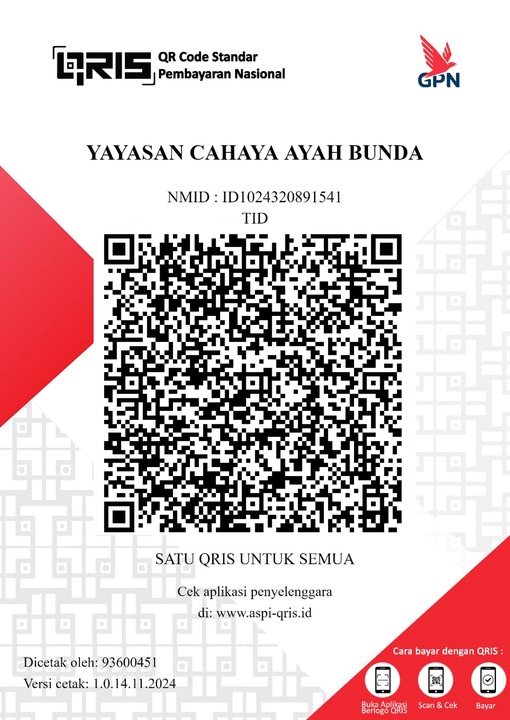 QRIS
QR Code Standar
Pembayaran Nasional
GPN
YAYASAN CAHAYA AYAH BUNDA
NMID : ID1024320891541
TID
SATU QRIS UNTUK SEMUA
Cek aplikasi penyelenggara
di: www.aspi-qris.id
Dicetak oleh: 93600451
Versi cetak: 1.0.14.11.2024
Cara bayar dengan QRIS :
Buka Aplikasi
Berlogo QRIS
Scan & Cek
Bayar